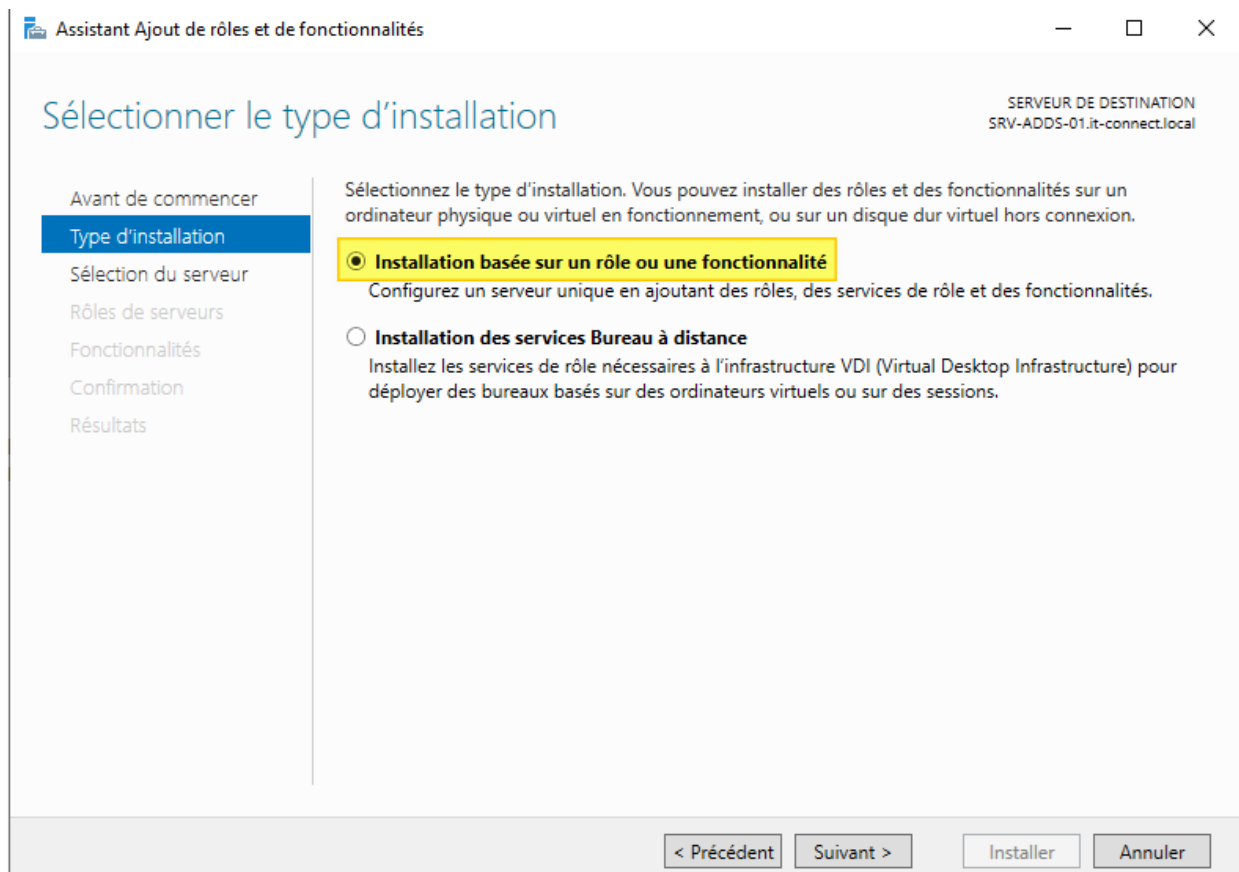 Assistant Ajout de rôles et de fonctionnalités
Sélectionner le type d’installation
SERVEUR DE DESTINATION
SRV-ADDS-01.it-connect.local
Avant de commencer
Type d’installation
Sélection du serveur
Rôles de serveurs
Fonctionnalités
Confirmation
Résultats
Sélectionnez le type d’installation. Vous pouvez installer des rôles et des fonctionnalités sur un
ordinateur physique ou virtuel en fonctionnement, ou sur un disque dur virtuel hors connexion.
Installation basée sur un rôle ou une fonctionnalité
Configurez un serveur unique en ajoutant des rôles, des services de rôle et des fonctionnalités.
Installation des services Bureau à distance
Installez les services de rôle nécessaires à l’infrastructure VDI (Virtual Desktop Infrastructure) pour
déployer des bureaux basés sur des ordinateurs virtuels ou sur des sessions.
< Précédent
Suivant >
Installer
Annuler